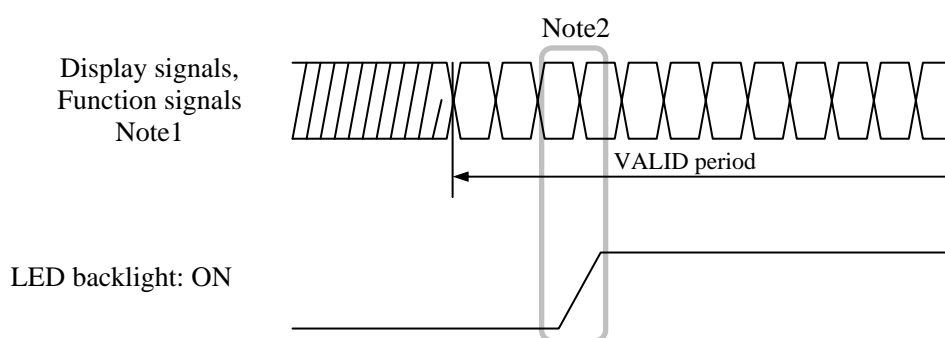 Note2
Display signals,
Function signals
Note1
VALID period
LED backlight: ON